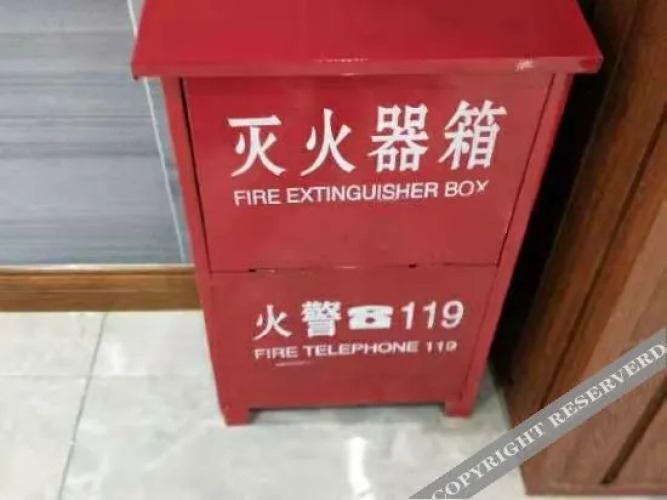 灭火器箱
FIRE EXTINGUISHER BOX
火警☎119
FIRE TELEPHONE 119
COPYRIGHT RESERVERD